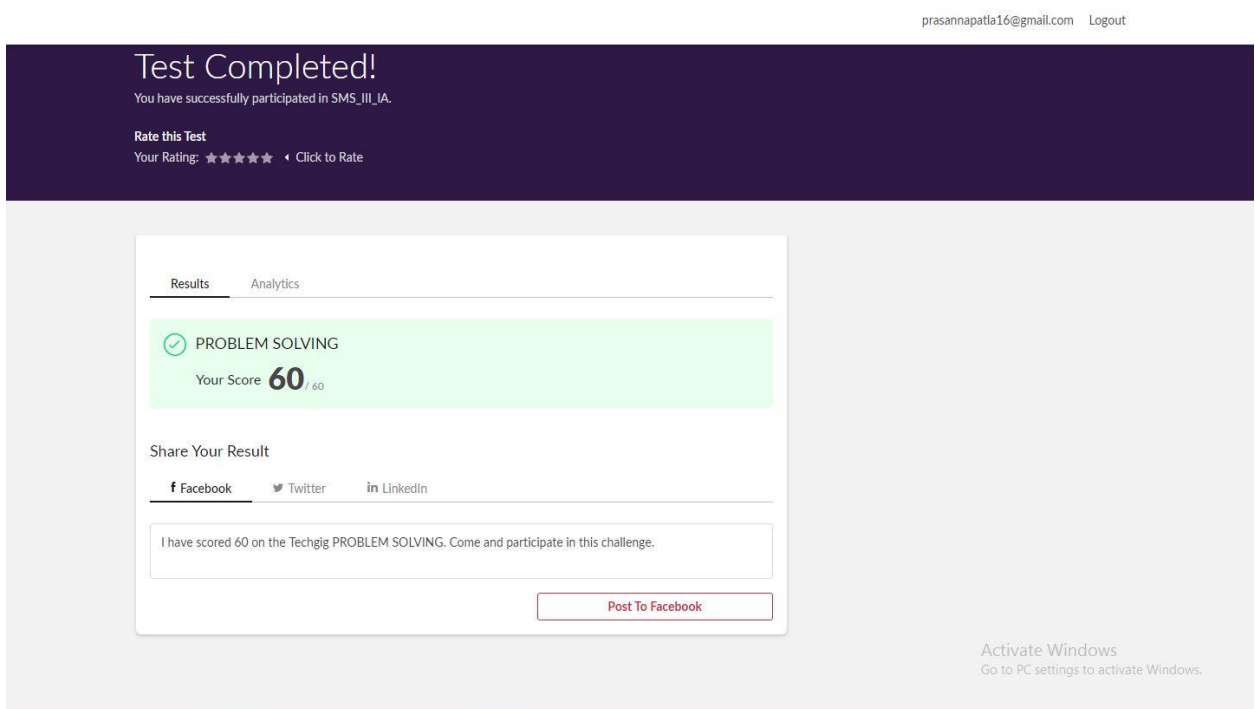 prasannapatla16@gmail.com Logout
Test Completed!
You have successfully participated in SMS_III_IA.
Rate this Test
Your Rating: Click to Rate
Results Analytics
PROBLEM SOLVING
Your Score 60 / 60
Share Your Result
f Facebook Twitter in LinkedIn
I have scored 60 on the Techgig PROBLEM SOLVING. Come and participate in this challenge.
Post To Facebook
Activate Windows
Go to PC settings to activate Windows.